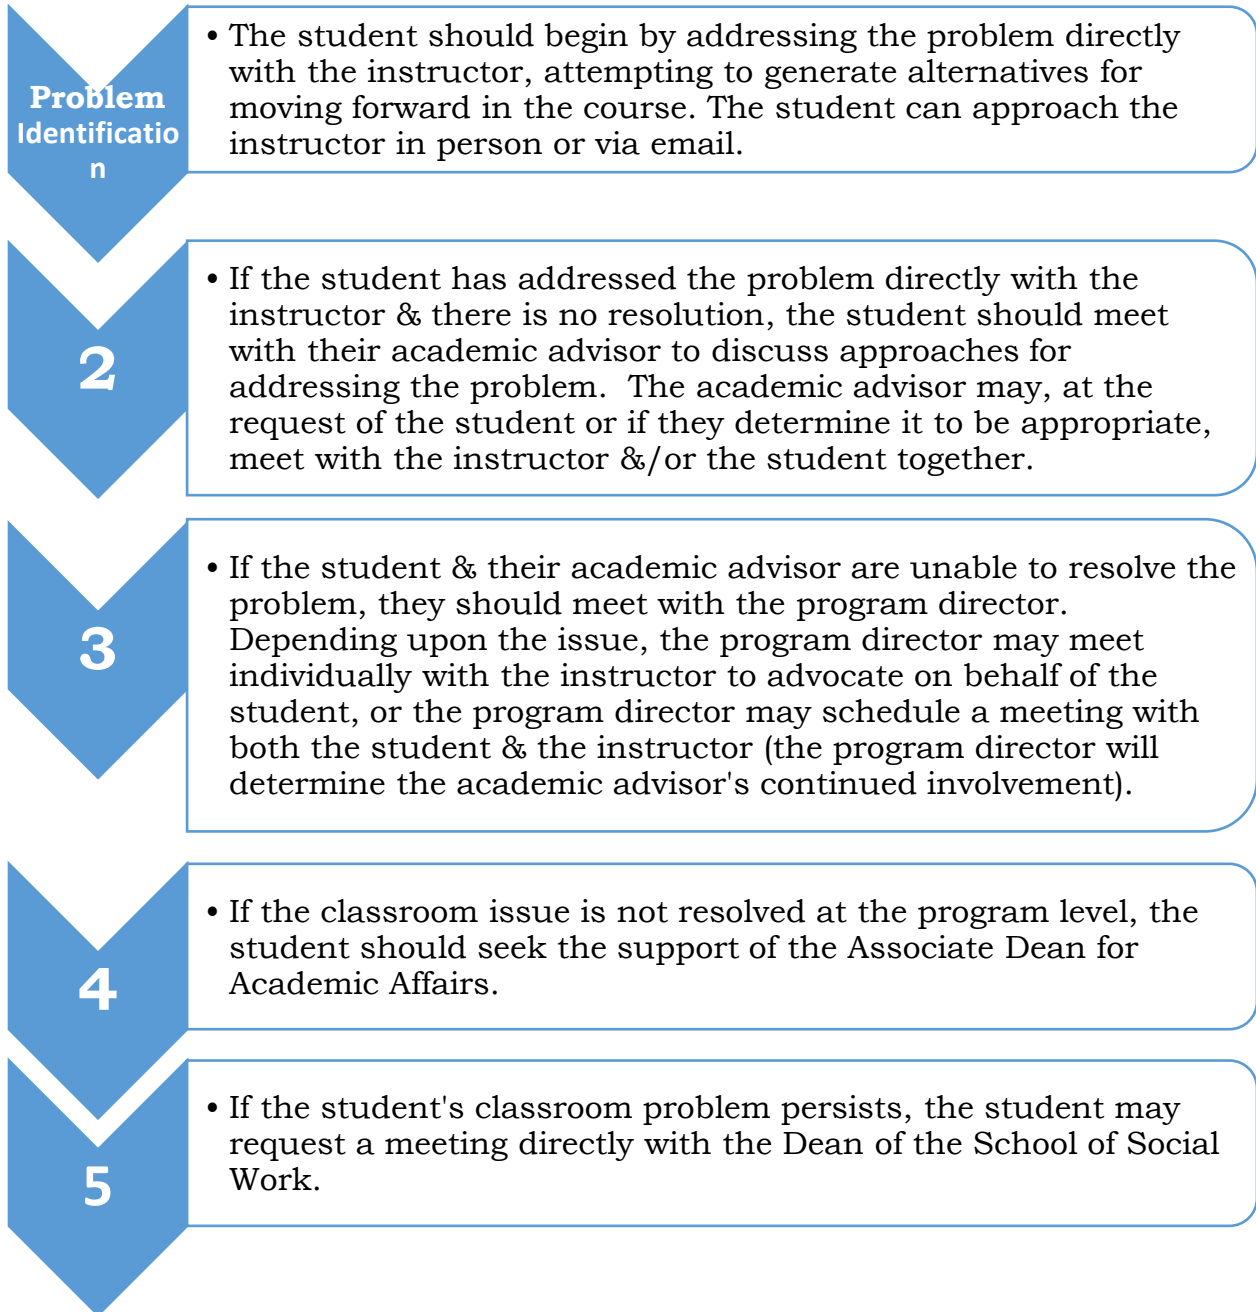 Problem
Identificatio
n
• The student should begin by addressing the problem directly
with the instructor, attempting to generate alternatives for
moving forward in the course. The student can approach the
instructor in person or via email.
2
• If the student has addressed the problem directly with the
instructor & there is no resolution, the student should meet
with their academic advisor to discuss approaches for
addressing the problem.  The academic advisor may, at the
request of the student or if they determine it to be appropriate,
meet with the instructor &/or the student together.
3
• If the student & their academic advisor are unable to resolve the
problem, they should meet with the program director.
Depending upon the issue, the program director may meet
individually with the instructor to advocate on behalf of the
student, or the program director may schedule a meeting with
both the student & the instructor (the program director will
determine the academic advisor's continued involvement).
4
• If the classroom issue is not resolved at the program level, the
student should seek the support of the Associate Dean for
Academic Affairs.
5
• If the student's classroom problem persists, the student may
request a meeting directly with the Dean of the School of Social
Work.